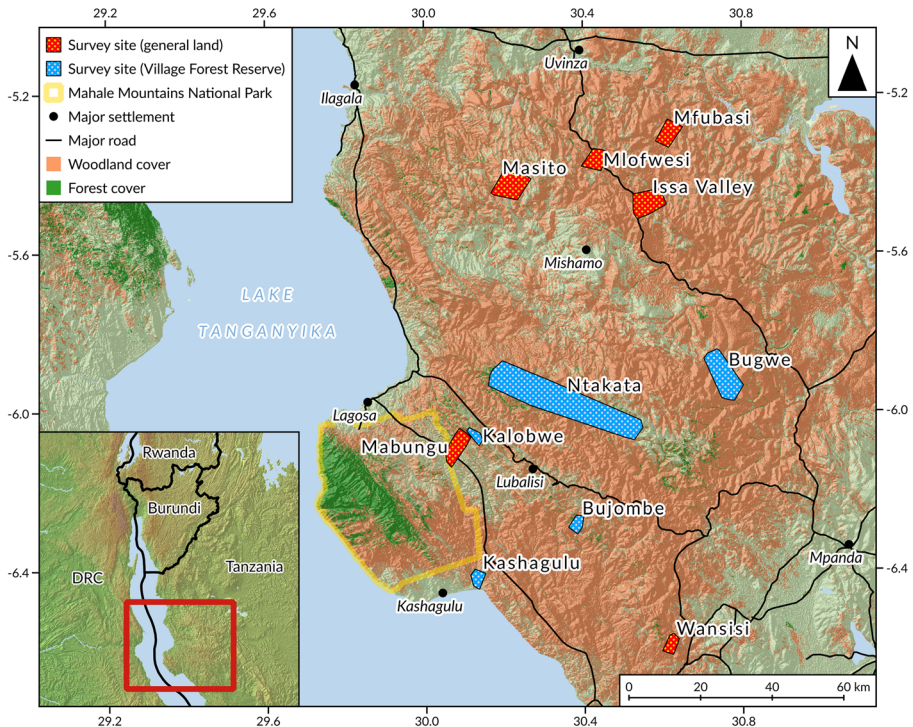 29.2 29.6 30.0 30.4 30.8
Survey site (general land)
Survey site (Village Forest Reserve)
Mahale Mountains National Park
Major settlement
Major road
Woodland cover
Forest cover
N
Uvinza
Ilagala
-5.2 -5.2
Mfubasi
Mlofwesi
Masito
Issa Valley
-5.6 -5.6
Mishamo
LAKE
TANGANYIKA
Bugwe
Ntakata
-6.0 -6.0
Lagosa
Kalobwe
Mabungu
Lubalisi
Bujombe
Mpanda
Kashagulu
-6.4 -6.4
Kashagulu
Wansisi
Rwanda
Burundi
Tanzania
DRC
0 20 40 60 km
29.2 29.6 30.0 30.4 30.8